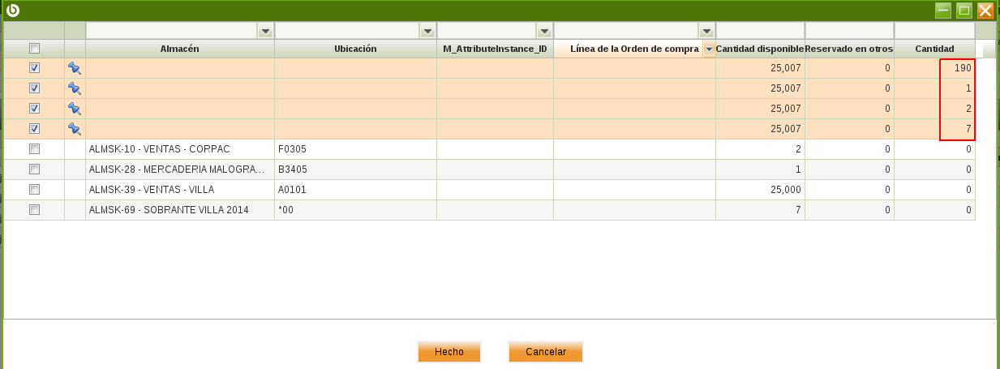 Almacén Ubicación M_AttributeInstance_ID Línea de la Orden de compra Cantidad disponible Reservado en otros Cantidad
25,007 0 190
25,007 0 1
25,007 0 2
25,007 0 7
ALMSK-10 - VENTAS - CORPAC F0305 2 0 0
ALMSK-28 - MERCADERIA MALOGRA... B3405 1 0 0
ALMSK-39 - VENTAS - VILLA A0101 25,000 0 0
ALMSK-69 - SOBRANTE VILLA 2014 *00 7 0 0
Hecho Cancelar